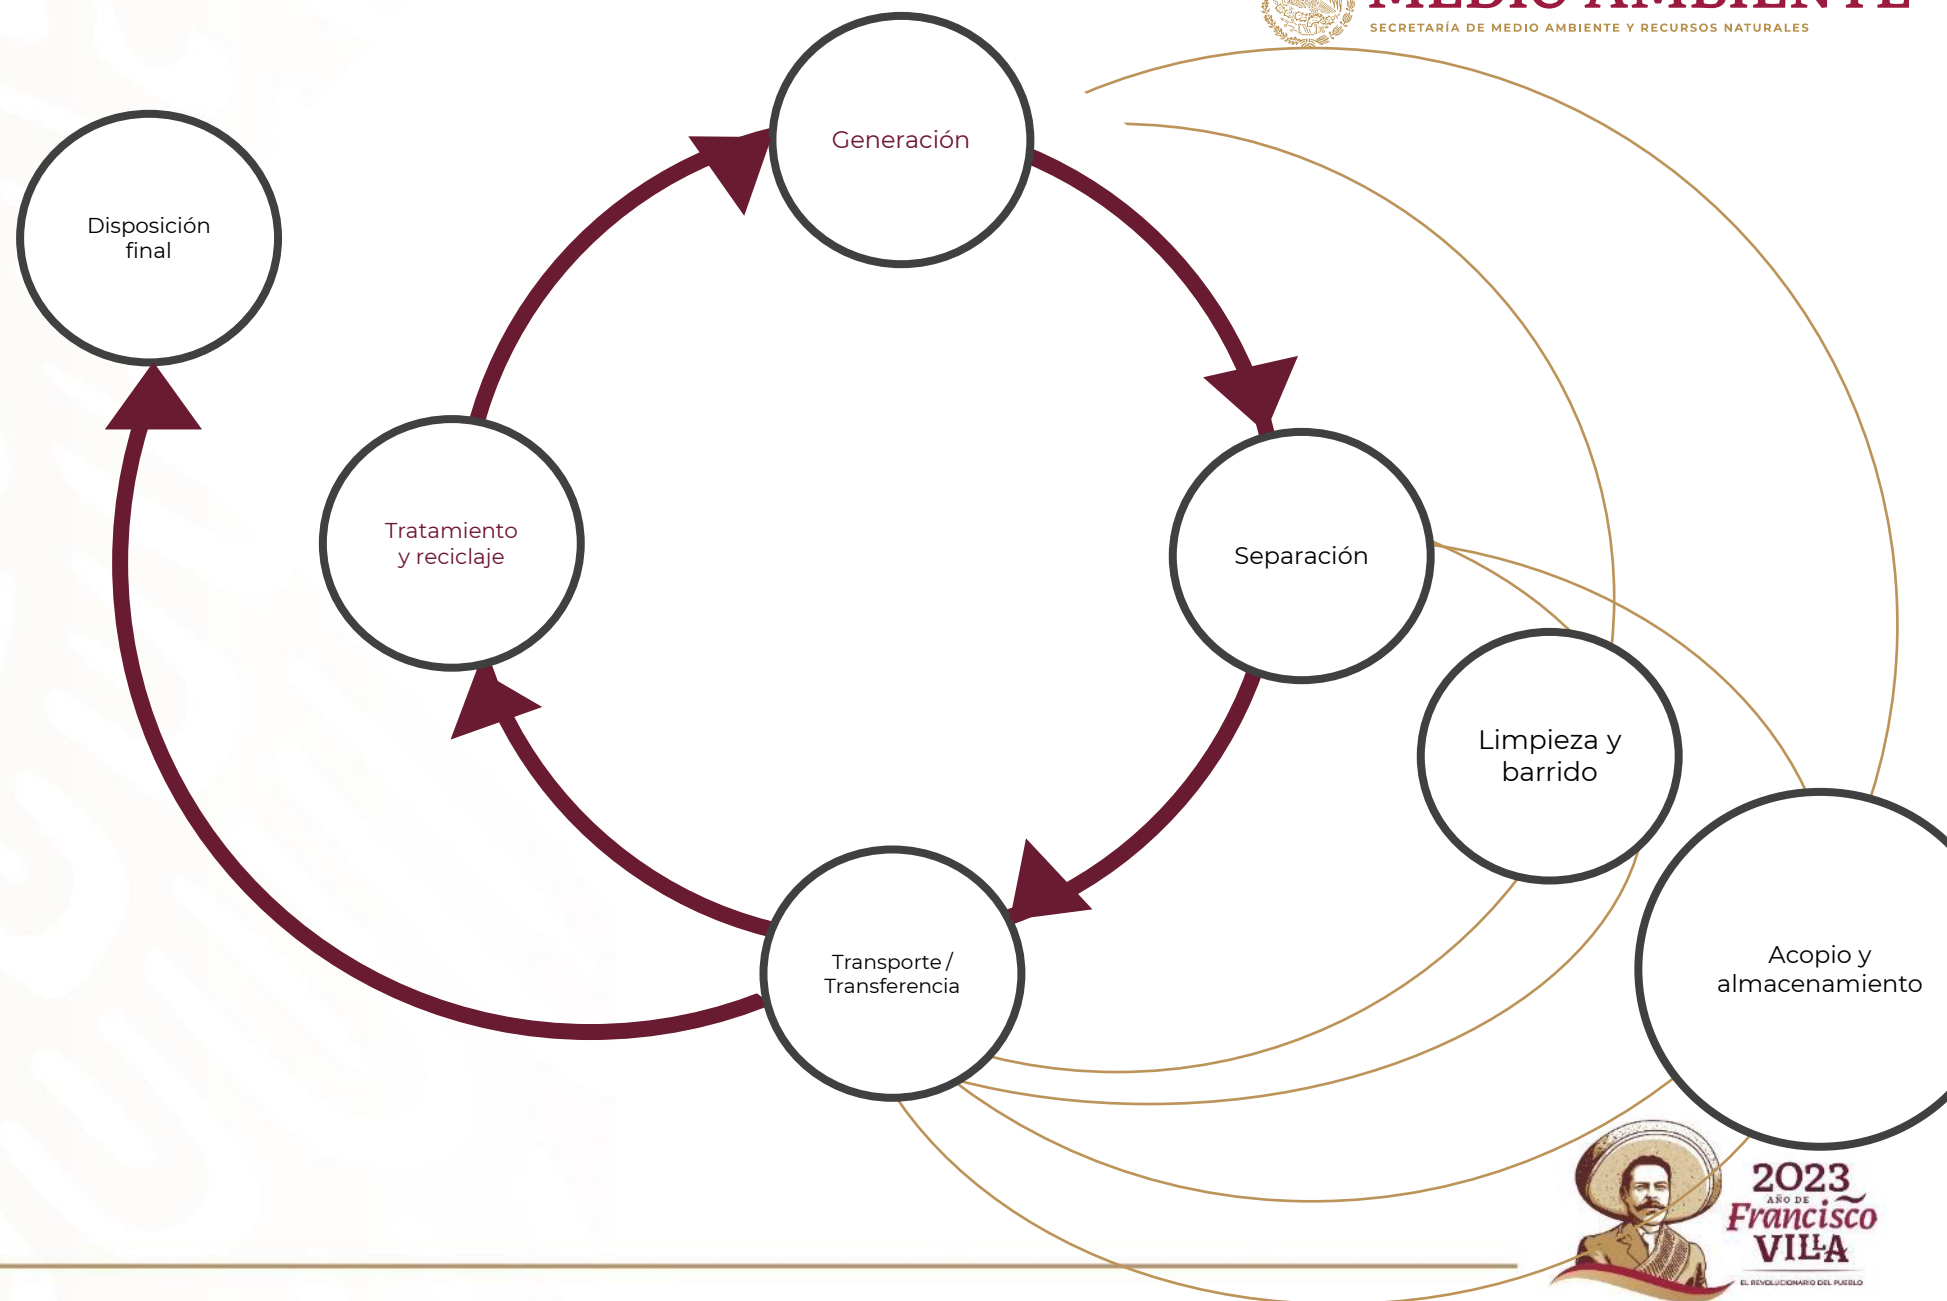 MEDIO AMBIENTE
SECRETARÍA DE MEDIO AMBIENTE Y RECURSOS NATURALES
Generación
Disposición
final
Tratamiento
y reciclaje
Separación
Limpieza y
barrido
Acopio y
almacenamiento
Transporte /
Transferencia
2023
AÑO DE
Francisco
VILLA
EL REVOLUCIONARIO DEL PUEBLO